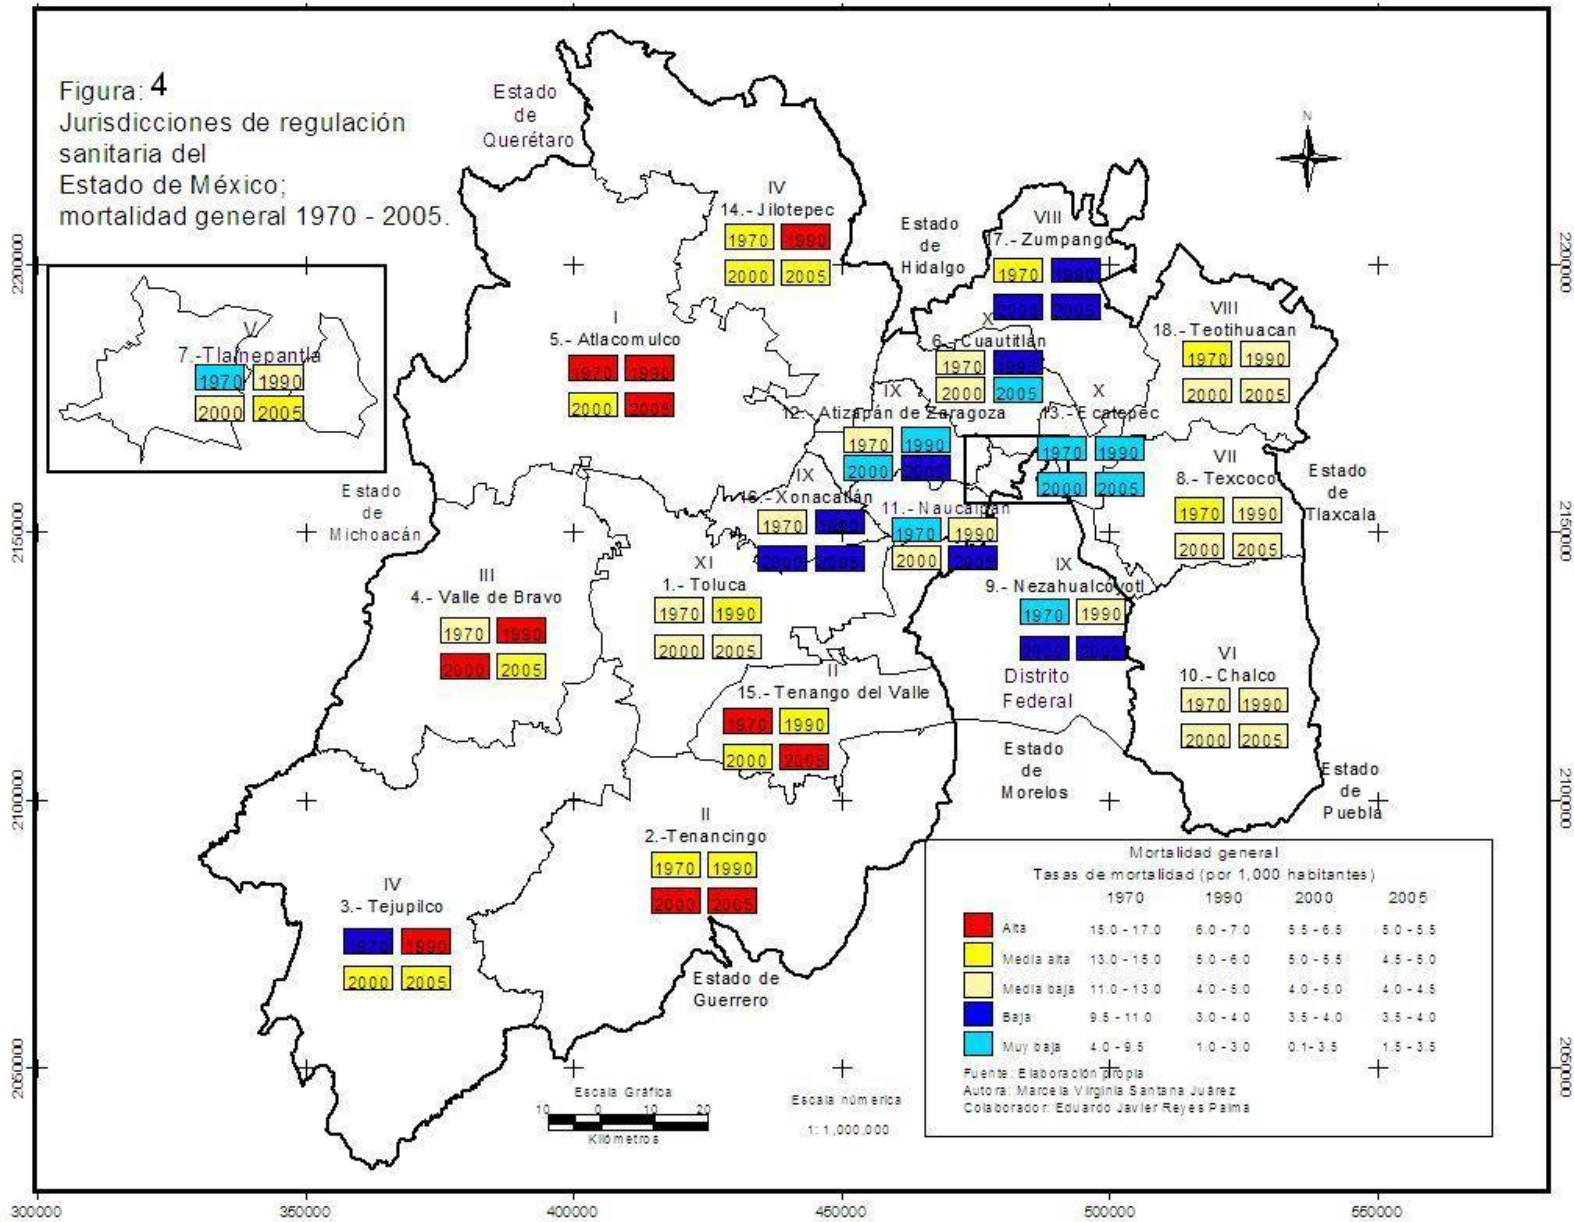 Figura: 4
Jurisdicciones de regulación
sanitaria del
Estado de México;
mortalidad general 1970 - 2005.
Estado
de
Querétaro
N
IV
14.- Jilotepec
1970 1990
2000 2005
Estado
de
Hidalgo
VIII
17.- Zumpango
1970 1990
2000 2005
VIII
18.- Teotihuacan
1970 1990
2000 2005
V
7.-Tlalnepantla
1970 1990
2000 2005
I
5.- Atlacomulco
1970 1990
2000 2005
X
6.- Cuautitlán
1970 1990
2000 2005
IX
12.- Atizapán de Zaragoza
1970 1990
2000 2005
X
13.- Ecatepec
1970 1990
2000 2005
VII
8.- Texcoco
1970 1990
2000 2005
Estado
de
Tlaxcala
Estado
de
Michoacán
IX
16.- Xonacatlán
1970 1990
2000 2005
11.- Naucalpan
1970 1990
2000 2005
III
4.- Valle de Bravo
1970 1990
2000 2005
XI
1.- Toluca
1970 1990
2000 2005
IX
9.- Nezahualcóyotl
1970 1990
2000 2005
Distrito
Federal
VI
10.- Chalco
1970 1990
2000 2005
II
15.- Tenango del Valle
1970 1990
2000 2005
Estado
de
Morelos
Estado
de
Puebla
II
2.-Tenancingo
1970 1990
2000 2005
IV
3.- Tejupilco
1970 1990
2000 2005
Estado de
Guerrero
Mortalidad general
Tasas de mortalidad (por 1,000 habitantes)
1970 1990 2000 2005
Alta 15.0 - 17.0 6.0 - 7.0 5.5 - 6.5 5.0 - 5.5
Media alta 13.0 - 15.0 5.0 - 6.0 5.0 - 5.5 4.5 - 5.0
Media baja 11.0 - 13.0 4.0 - 5.0 4.0 - 5.0 4.0 - 4.5
Baja 9.5 - 11.0 3.0 - 4.0 3.5 - 4.0 3.5 - 4.0
Muy baja 4.0 - 9.5 1.0 - 3.0 0.1- 3.5 1.5 - 3.5
Fuente: Elaboración propia
Autora: Marcela Virginia Santana Juárez
Colaborador: Eduardo Javier Reyes Palma
Escala Gráfica
10 0 10 20
Kilómetros
Escala númerica
1: 1,000,000
2200000
2150000
2100000
2050000
2200000
2150000
2100000
2050000
300000 350000 400000 450000 500000 550000